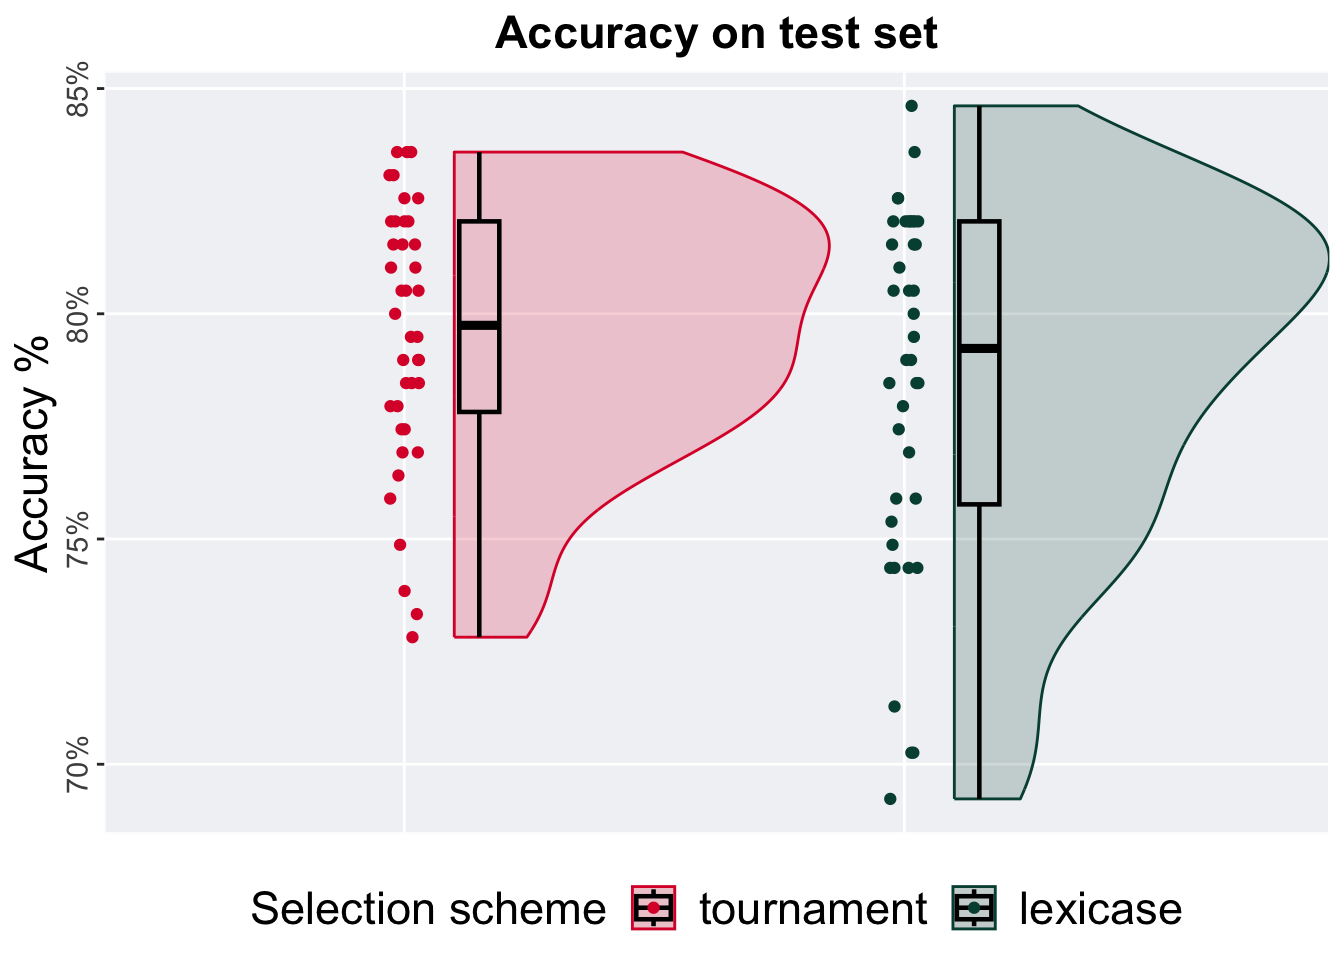 Accuracy on test set
Accuracy %
85%
80%
75%
70%
Selection scheme tournament lexicase